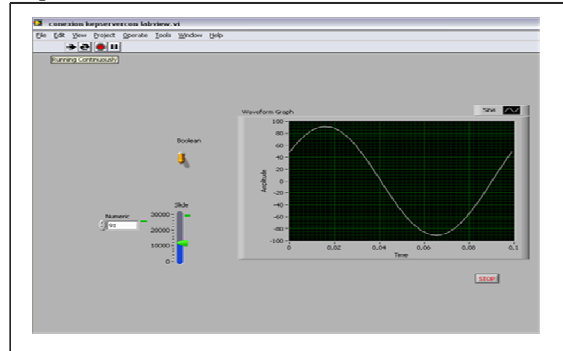 conexion kepservercon labview.vi
File Edit View Project Operate Tools Window Help
Running Continuously
Boolean
Numeric
Slide
30000
20000
10000
0
Waveform Graph
Sine
100
80
60
40
20
0
-20
-40
-60
-80
-100
Amplitude
0
0,02
0,04
0,06
0,08
0,1
Time
STOP